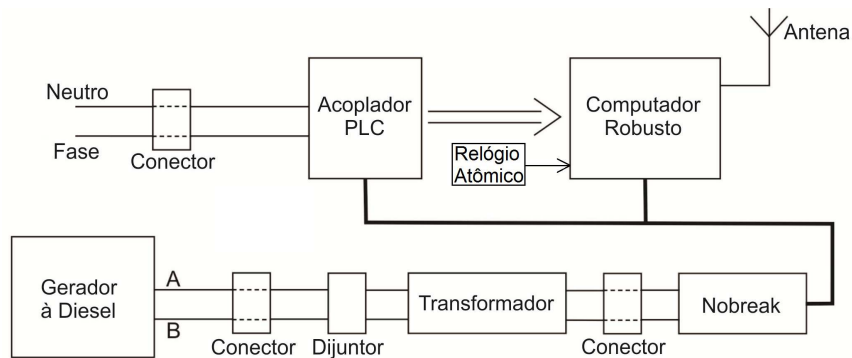 Antena
Neutro
Fase
Conector
Acoplador
PLC
Computador
Robusto
Relógio
Atômico
Gerador
à Diesel
A
B
Conector
Dijuntor
Transformador
Conector
Nobreak